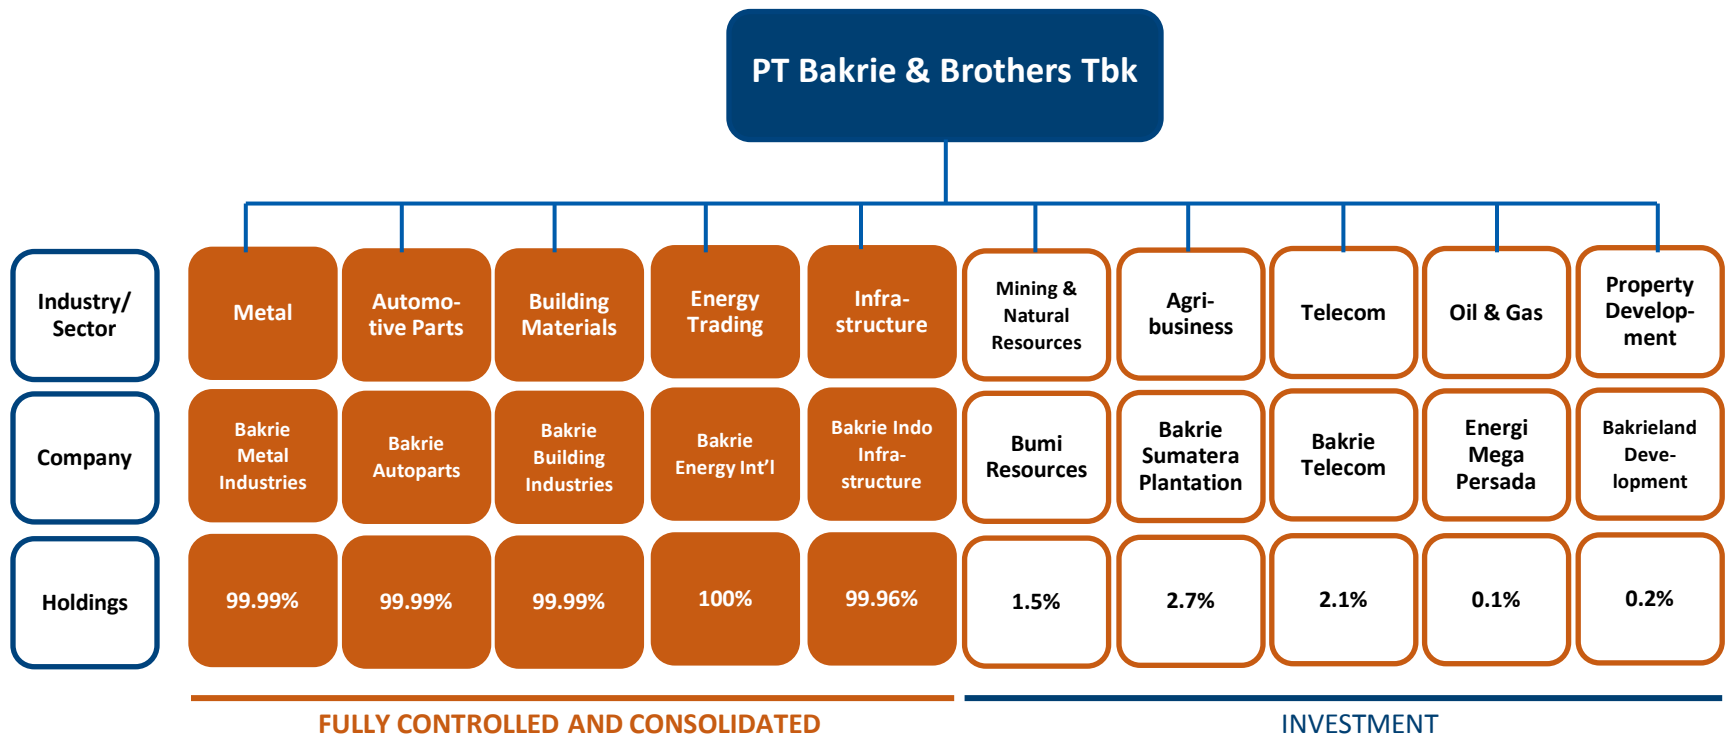 PT Bakrie & Brothers Tbk
Industry/
Sector
Metal
Automo-
tive Parts
Building
Materials
Energy
Trading
Infra-
structure
Mining &
Natural
Resources
Agri-
business
Telecom
Oil & Gas
Property
Develop-
ment
Company
Bakrie
Metal
Industries
Bakrie
Autoparts
Bakrie
Building
Industries
Bakrie
Energy Int’l
Bakrie Indo
Infra-
structure
Bumi
Resources
Bakrie
Sumatera
Plantation
Bakrie
Telecom
Energi
Mega
Persada
Bakrieland
Deve-
lopment
Holdings
99.99%
99.99%
99.99%
100%
99.96%
1.5%
2.7%
2.1%
0.1%
0.2%
FULLY CONTROLLED AND CONSOLIDATED
INVESTMENT